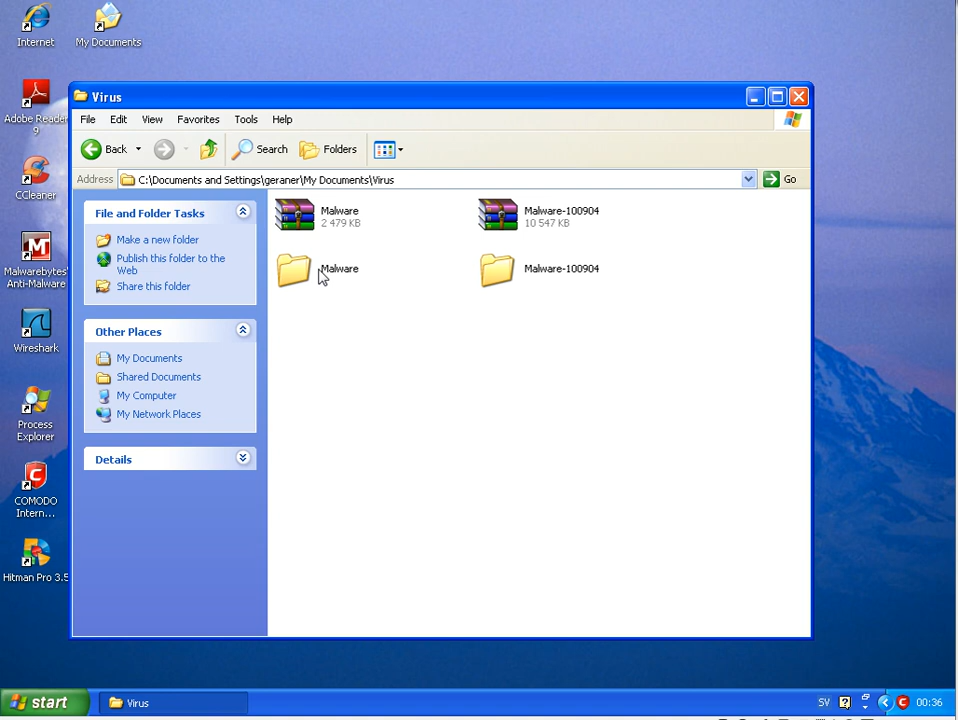 Internet
My Documents
Adobe Reader
9
CCleaner
Malwarebytes'
Anti-Malware
Wireshark
Process
Explorer
COMODO
Intern...
Hitman Pro 3.5
Virus
File Edit View Favorites Tools Help
Back Search Folders
Address C:\Documents and Settings\geraner\My Documents\Virus Go
File and Folder Tasks
Make a new folder
Publish this folder to the
Web
Share this folder
Other Places
My Documents
Shared Documents
My Computer
My Network Places
Details
Malware
2 479 KB
Malware-100904
10 547 KB
Malware
Malware-100904
start Virus SV 00:36